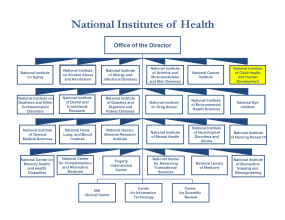 National Institutes of Health
Office of the Director
National Institute
on Aging
National Institute
on Alcohol Abuse
and Alcoholism
National Institute
of Allergy and
Infectious Diseases
National Institute
of Arthritis and
Musculoskeletal
and Skin Diseases
National Cancer
Institute
National Institute
of Child Health
and Human
Development
National Institute on
Deafness and Other
Communication
Disorders
National Institute
of Dental and
Craniofacial
Research
National Institute
of Diabetes and
Digestive and
Kidney Diseases
National Institute
on Drug Abuse
National Institute
of Environmental
Health Sciences
National Eye
Institute
National Institute
of General
Medical Sciences
National Heart,
Lung, and Blood
Institute
National Human
Genome Research
Institute
National Institute
of Mental Health
National Institute
of Neurological
Disorders and
Stroke
National Institute
of Nursing Research
National Center on
Minority Health and
Health Disparities
National Center
for Complementary
and Alternative
Medicine
Fogarty
International
Center
National Center
for Advancing
Translational
Sciences
National Library
of Medicine
National Institute
of Biomedical
Imaging and
Bioengineering
NIH
Clinical Center
Center
for Information
Technology
Center
for Scientific
Review